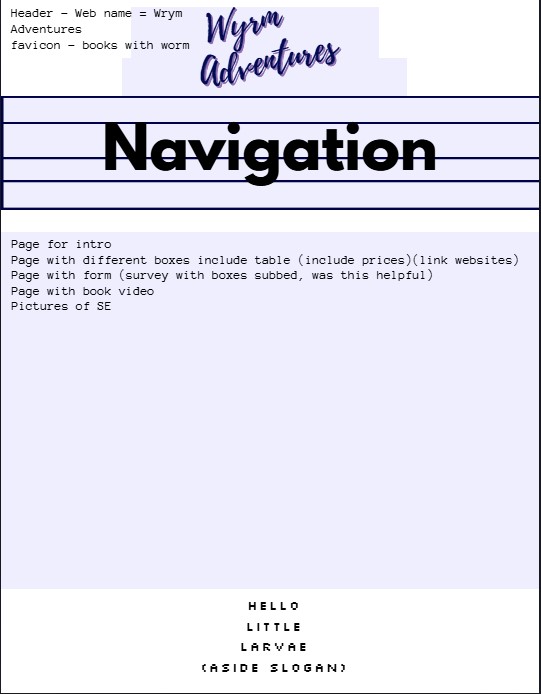 Header - Web name = Wrym
Adventures
favicon - books with worm
Wyrm
Adventures
Navigation
Page for intro
Page with different boxes include table (include prices)(link websites)
Page with form (survey with boxes subbed, was this helpful)
Page with book video
Pictures of SE
HELLO
LITTLE
LARVAE
(ASIDE SLOGAN)